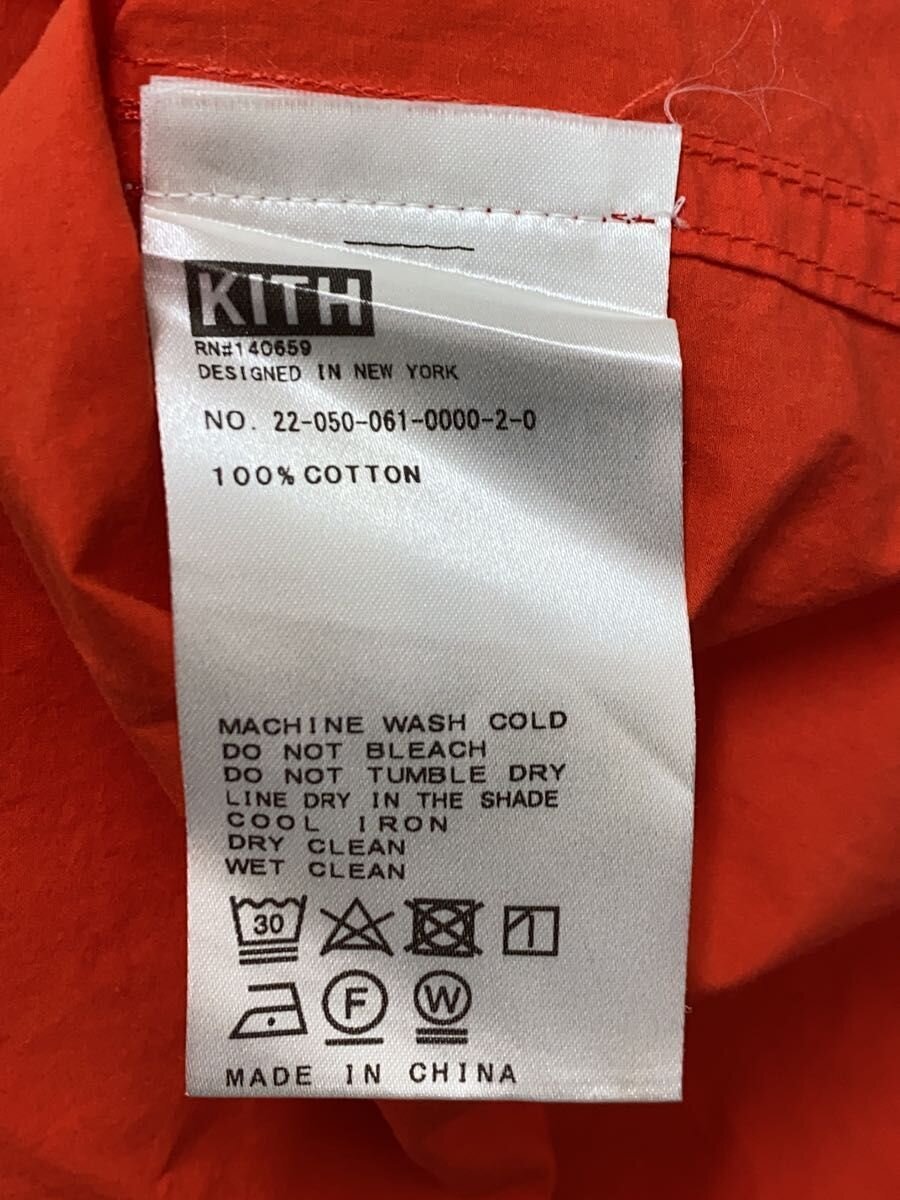 KITH
RN#140659
DESIGNED IN NEW YORK
NO. 22-050-061-0000-2-0
100% COTTON
MACHINE WASH COLD
DO NOT BLEACH
DO NOT TUMBLE DRY
LINE DRY IN THE SHADE
COOL IRON
DRY CLEAN
WET CLEAN
30
F W
MADE IN CHINA